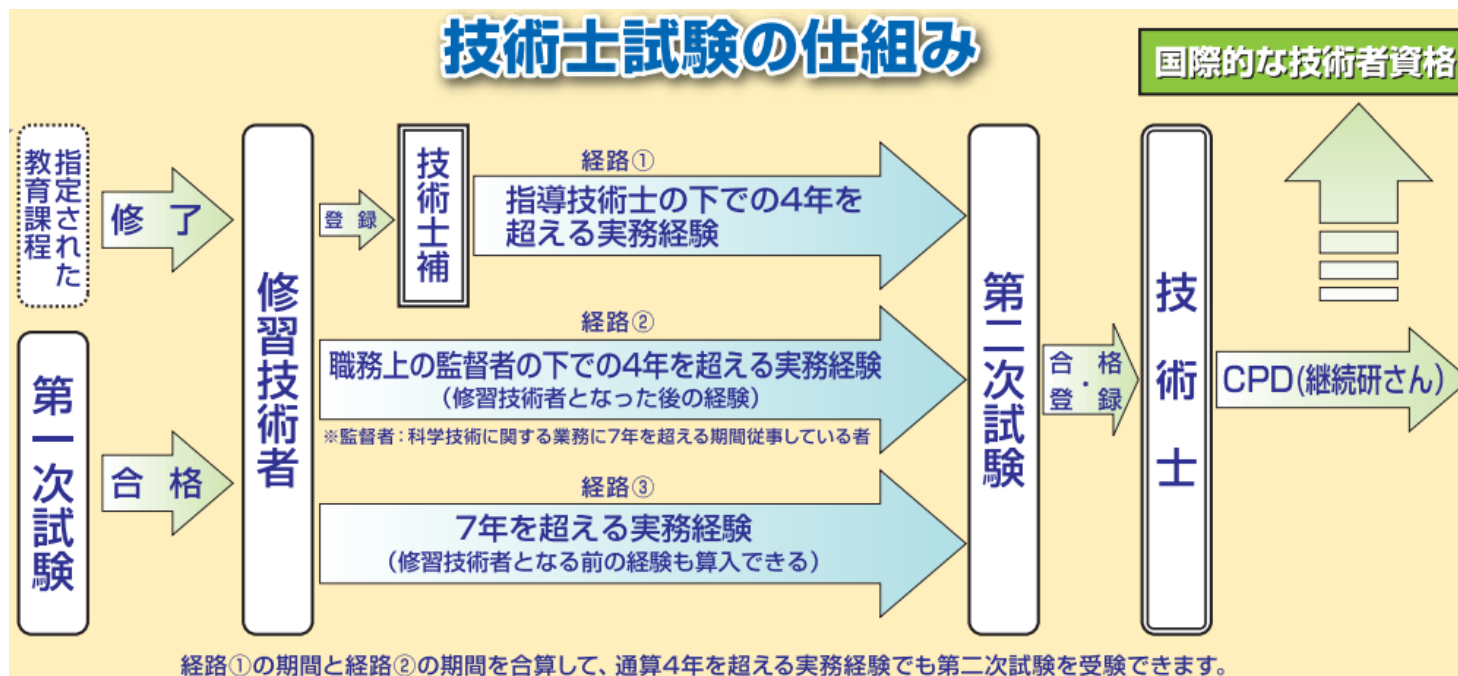 技術士試験の仕組み
国際的な技術者資格
指定された
教育課程
修了
第一次試験
合格
修習技術者
登録
技術士補
経路①
指導技術士の下での4年を
超える実務経験
経路②
職務上の監督者の下での4年を超える実務経験
（修習技術者となった後の経験）
※監督者：科学技術に関する業務に7年を超える期間従事している者
経路③
7年を超える実務経験
（修習技術者となる前の経験も算入できる）
第二次試験
合格
・
登録
技術士
CPD(継続研さん)
経路①の期間と経路②の期間を合算して、通算4年を超える実務経験でも第二次試験を受験できます。